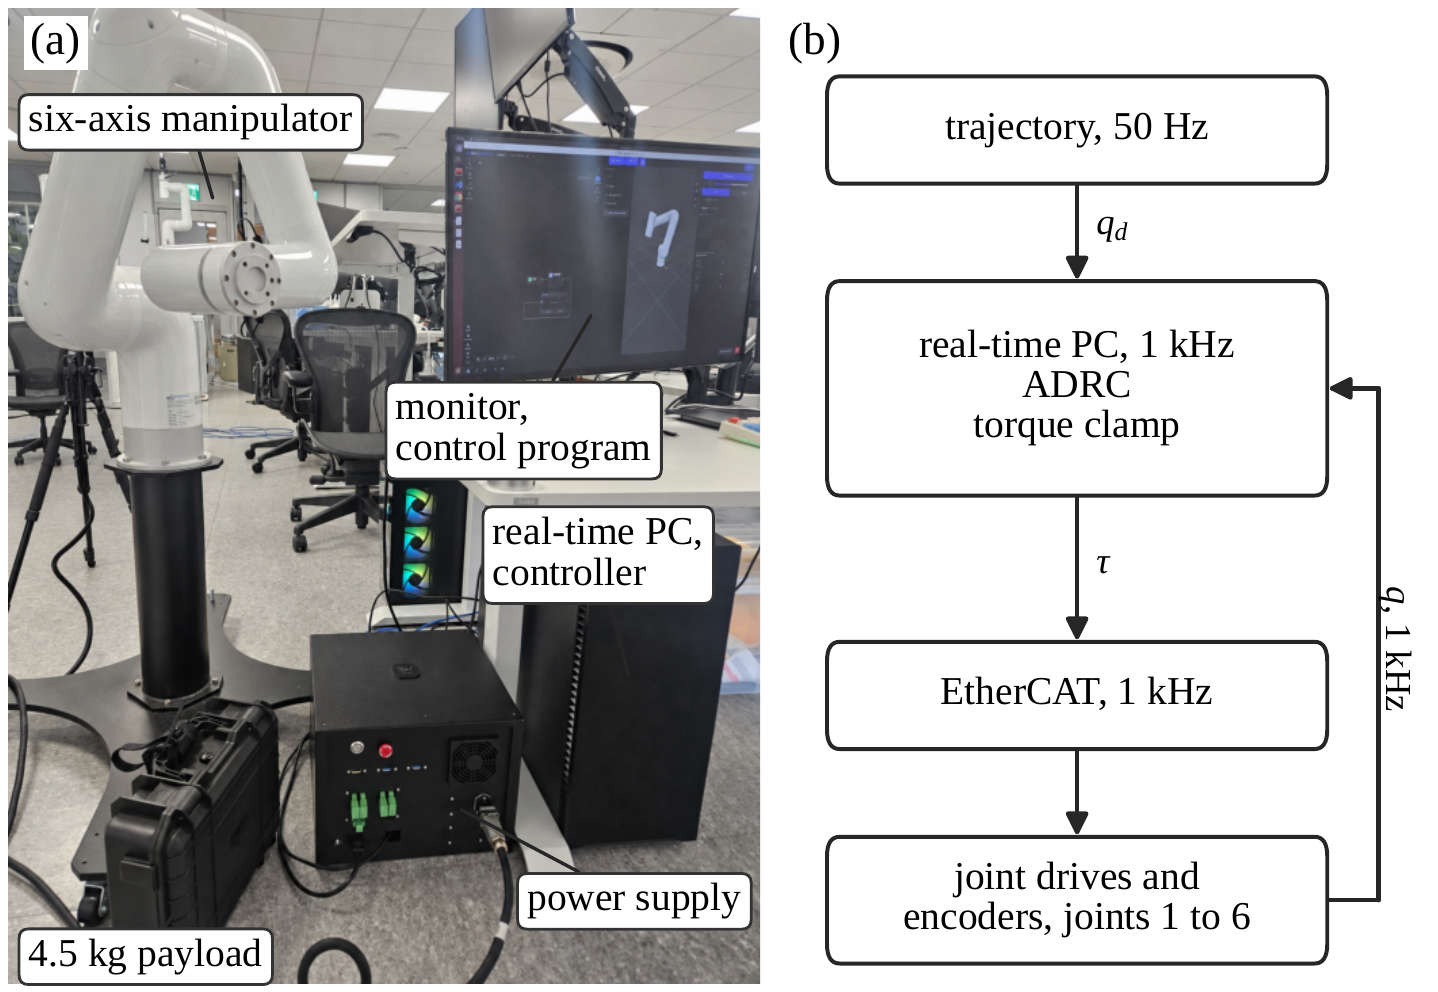 (a)
six-axis manipulator
monitor,
control program
real-time PC,
controller
power supply
4.5 kg payload
(b)
trajectory, 50 Hz
q_d
real-time PC, 1 kHz
ADRC
torque clamp
τ
EtherCAT, 1 kHz
joint drives and
encoders, joints 1 to 6
q, 1 kHz